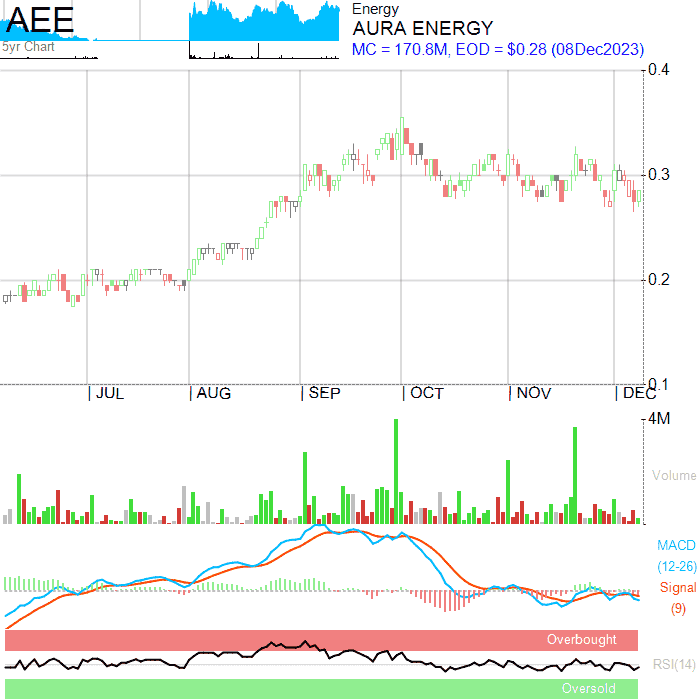 AEE
5yr Chart
Energy
AURA ENERGY
MC = 170.8M, EOD = $0.28 (08Dec2023)
0.4
0.3
0.2
0.1
JUL
AUG
SEP
OCT
NOV
DEC
4M
Volume
MACD
(12-26)
Signal
(9)
Overbought
RSI(14)
Oversold